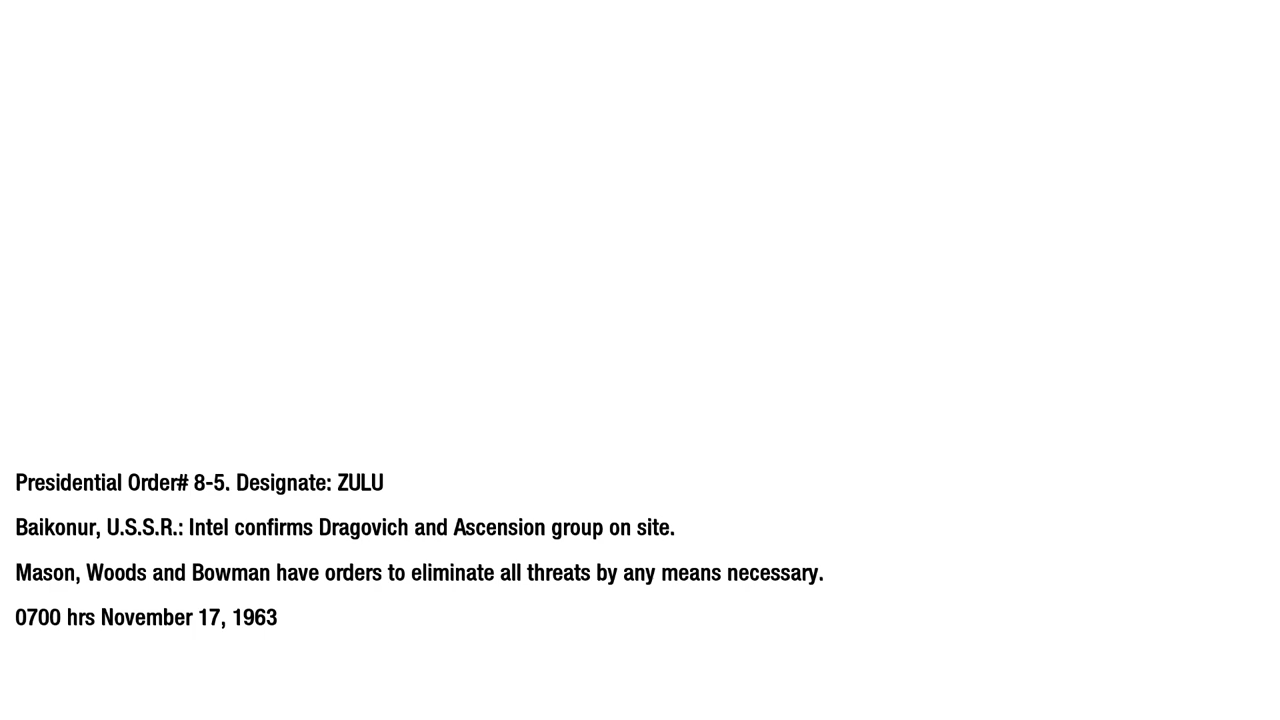 Presidential Order# 8-5. Designate: ZULU
Baikonur, U.S.S.R.: Intel confirms Dragovich and Ascension group on site.
Mason, Woods and Bowman have orders to eliminate all threats by any means necessary.
0700 hrs November 17, 1963